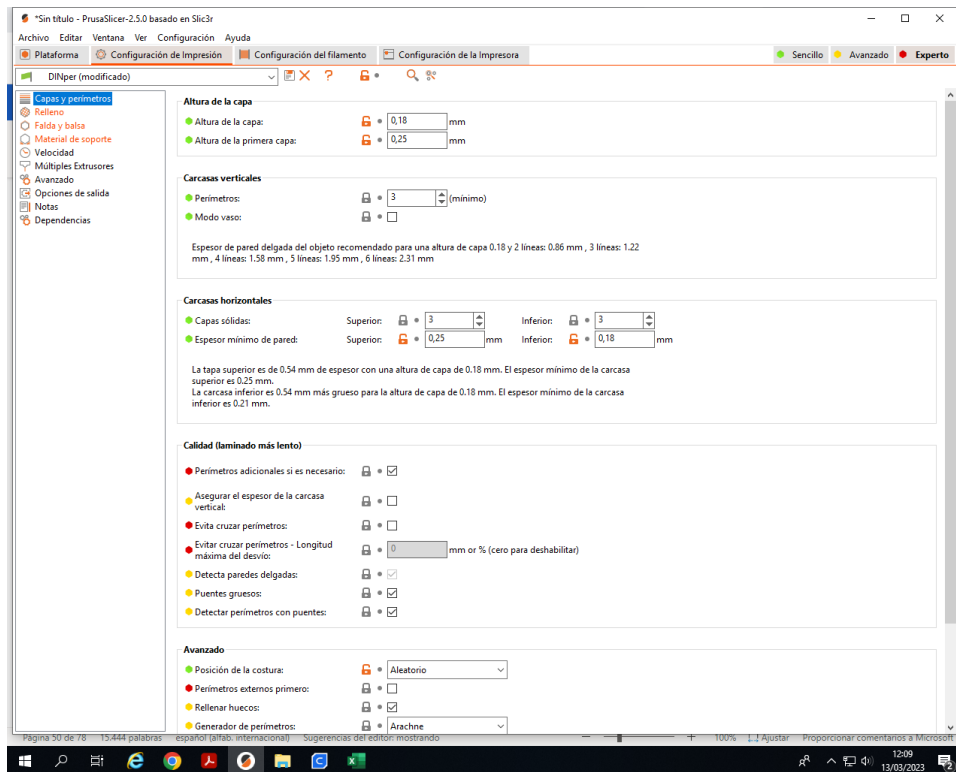 *Sin título - PrusaSlicer-2.5.0 basado en Slic3r
Archivo Editar Ventana Ver Configuración Ayuda
Plataforma Configuración de Impresión Configuración del filamento Configuración de la Impresora Sencillo Avanzado Experto
DINper (modificado)
Capas y perímetros
Relleno
Falda y balsa
Material de soporte
Velocidad
Múltiples Extrusores
Avanzado
Opciones de salida
Notas
Dependencias
Altura de la capa
Altura de la capa: 0,18 mm
Altura de la primera capa: 0,25 mm
Carcasas verticales
Perímetros: 3 (mínimo)
Modo vaso:
Espesor de pared delgada del objeto recomendado para una altura de capa 0.18 y 2 líneas: 0.86 mm , 3 líneas: 1.22
mm , 4 líneas: 1.58 mm , 5 líneas: 1.95 mm , 6 líneas: 2.31 mm
Carcasas horizontales
Capas sólidas: Superior: 3 Inferior: 3
Espesor mínimo de pared: Superior: 0,25 mm Inferior: 0,18 mm
La tapa superior es de 0.54 mm de espesor con una altura de capa de 0.18 mm. El espesor mínimo de la carcasa
superior es 0.25 mm.
La carcasa inferior es 0.54 mm más grueso para la altura de capa de 0.18 mm. El espesor mínimo de la carcasa
inferior es 0.21 mm.
Calidad (laminado más lento)
Perímetros adicionales si es necesario:
Asegurar el espesor de la carcasa
vertical:
Evita cruzar perímetros:
Evitar cruzar perímetros - Longitud
máxima del desvío: 0 mm or % (cero para deshabilitar)
Detecta paredes delgadas:
Puentes gruesos:
Detectar perímetros con puentes:
Avanzado
Posición de la costura: Aleatorio
Perímetros externos primero:
Rellenar huecos:
Generador de perímetros: Arachne
Página 50 de 78 15.444 palabras español (alfab. internacional) Sugerencias del editor: mostrando 100% Ajustar Proporcionar comentarios a Microsoft
12:09
13/03/2023 2